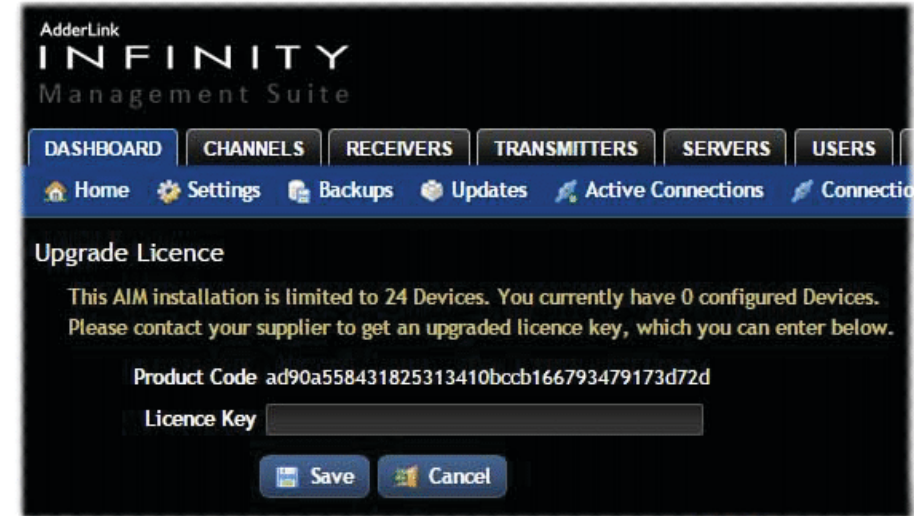 AdderLink
INFINITY
Management Suite
DASHBOARD CHANNELS RECEIVERS TRANSMITTERS SERVERS USERS
Home Settings Backups Updates Active Connections Connectio
Upgrade Licence
This AIM installation is limited to 24 Devices. You currently have 0 configured Devices.
Please contact your supplier to get an upgraded licence key, which you can enter below.
Product Code ad90a558431825313410bccb166793479173d72d
Licence Key
Save Cancel